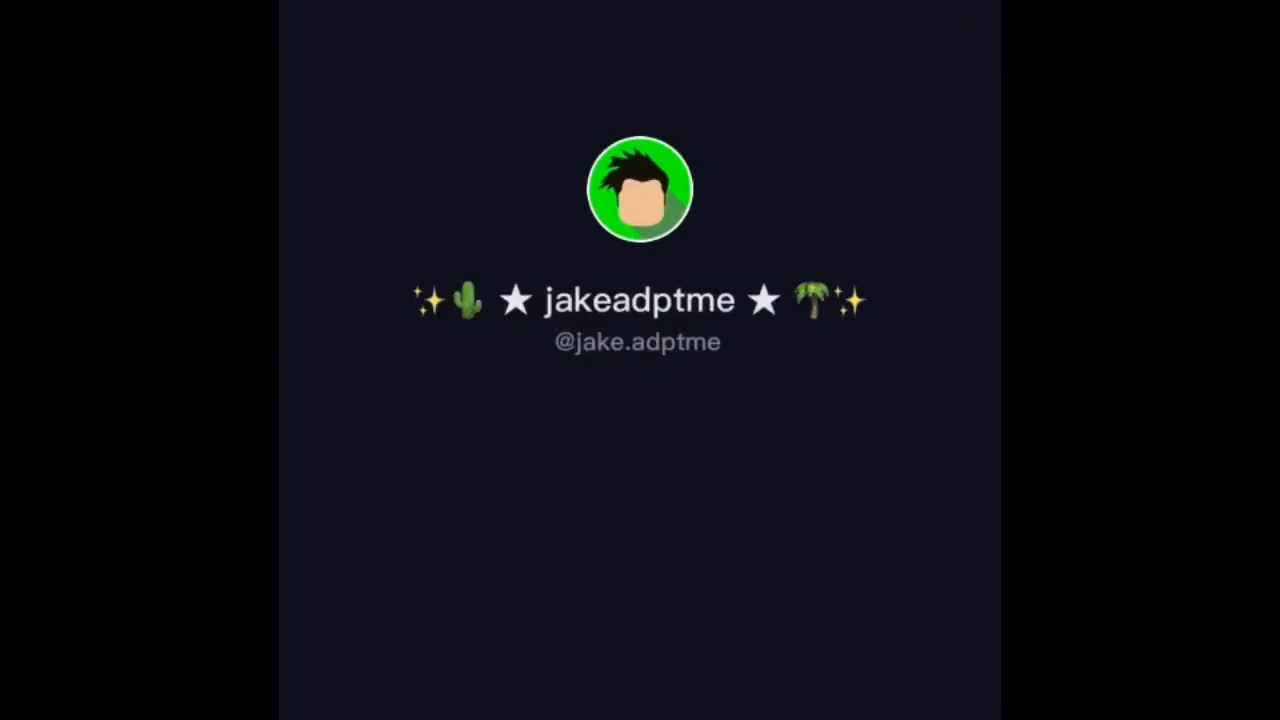 ✨🌵 ★ jakeadptme ★ 🌴✨
@jake.adptme